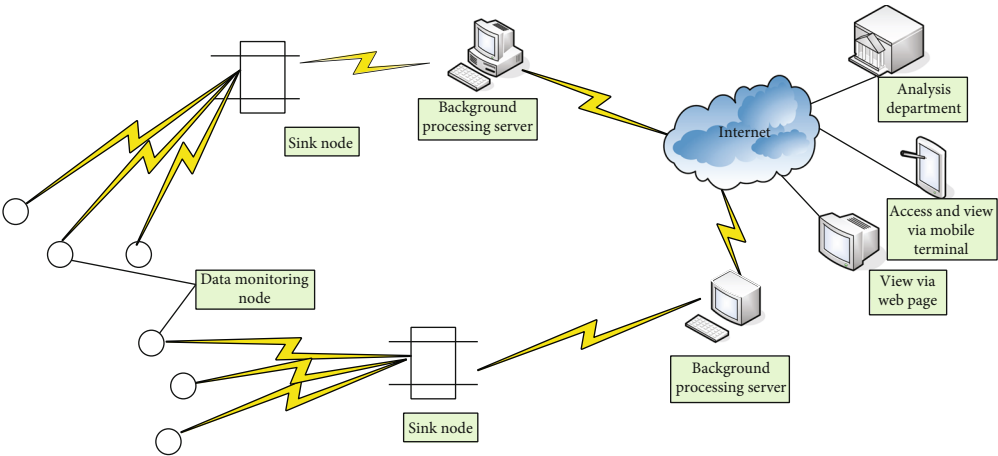 Sink node
Background
processing server
Internet
Analysis
department
Access and view
via mobile
terminal
View via
web page
Data monitoring
node
Sink node
Background
processing server